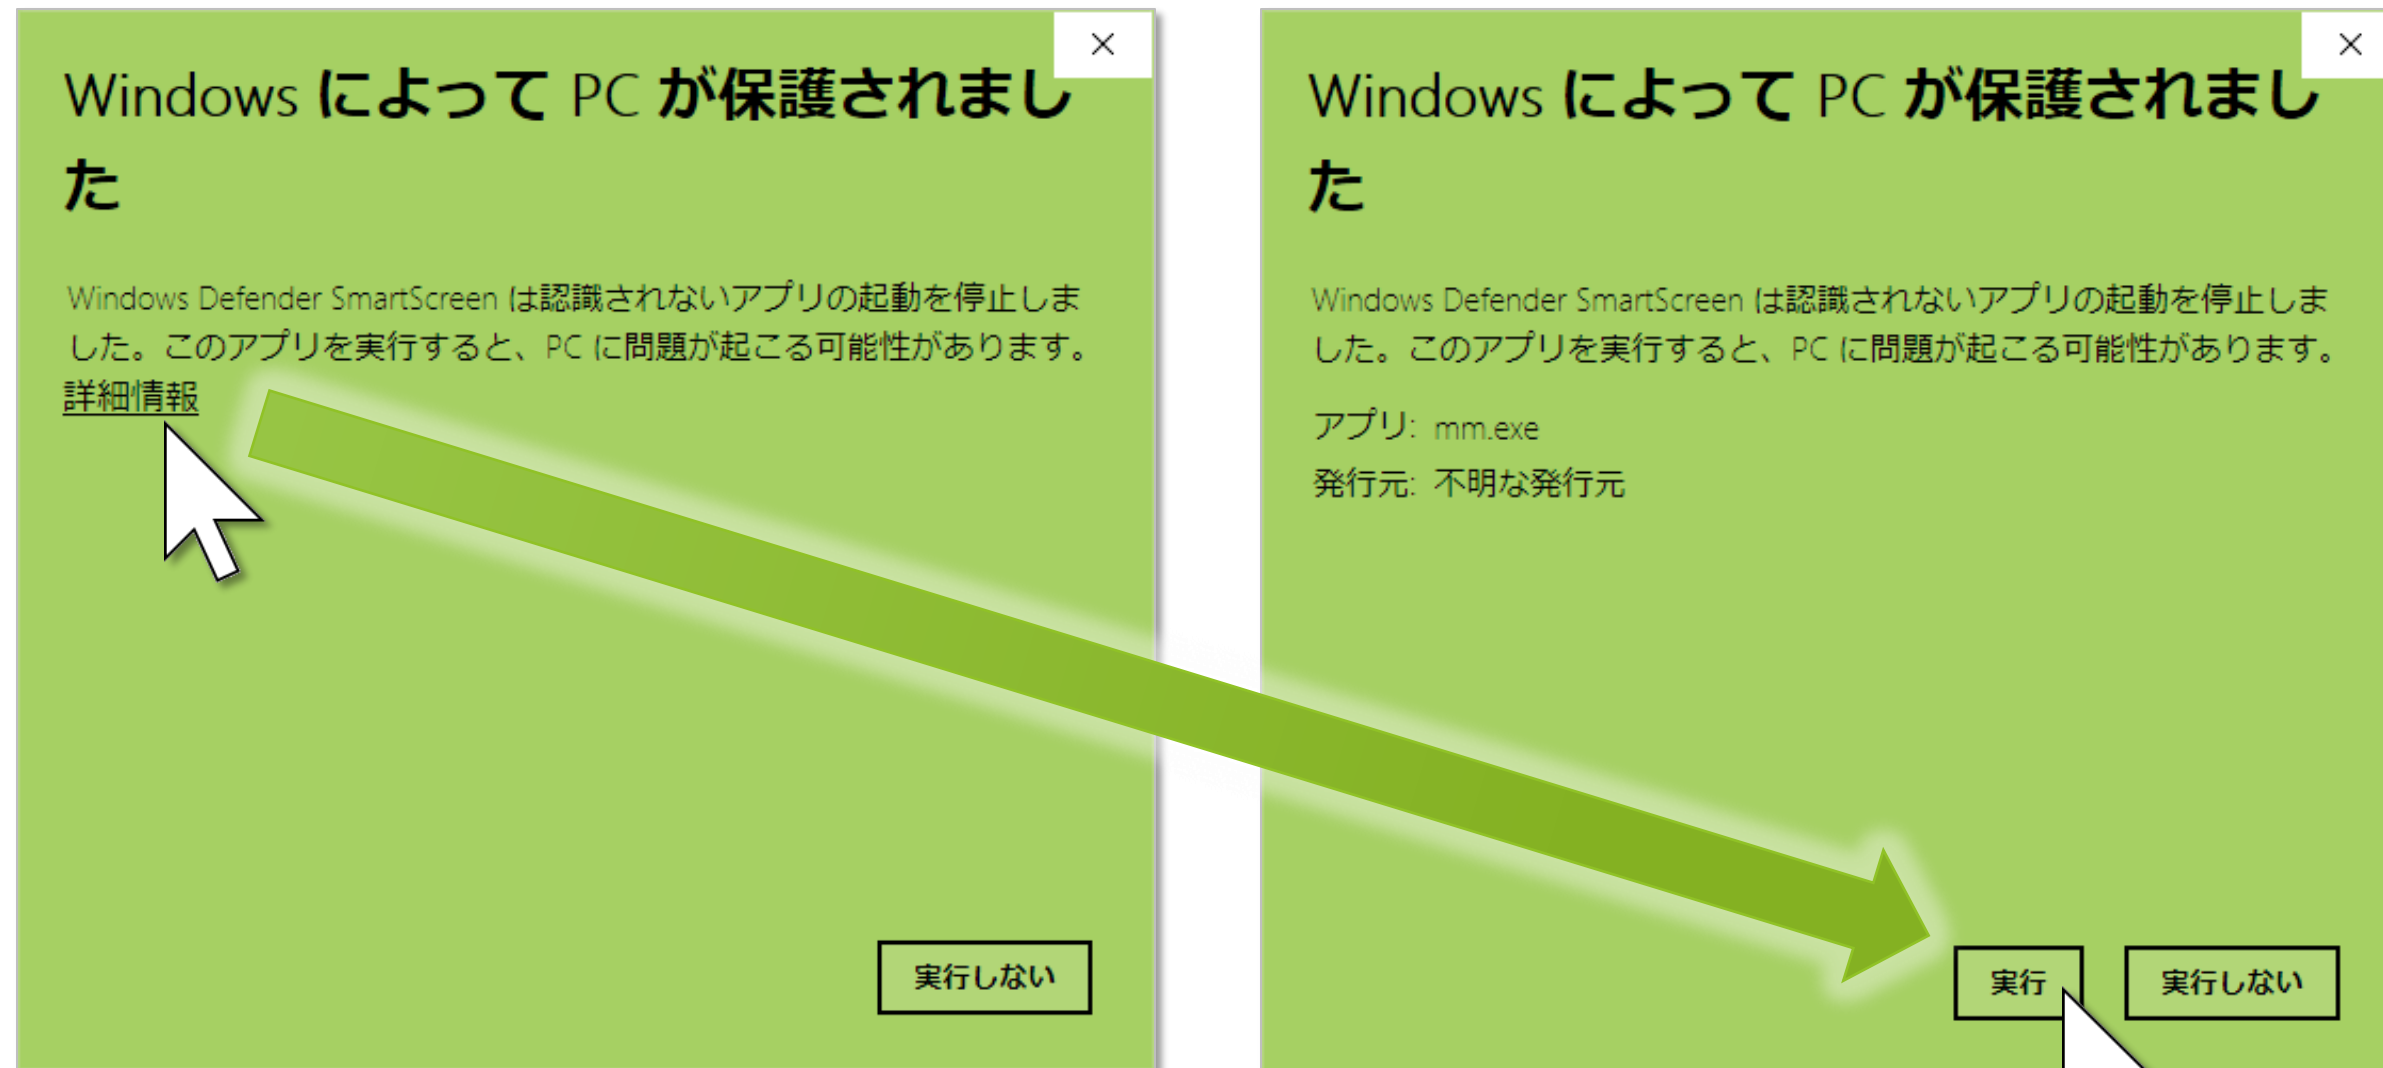 Windows によって PC が保護されまし
た
Windows Defender SmartScreen は認識されないアプリの起動を停止しま
した。このアプリを実行すると、PC に問題が起こる可能性があります。
詳細情報
実行しない
Windows によって PC が保護されまし
た
Windows Defender SmartScreen は認識されないアプリの起動を停止しま
した。このアプリを実行すると、PC に問題が起こる可能性があります。
アプリ: mm.exe
発行元: 不明な発行元
実行
実行しない